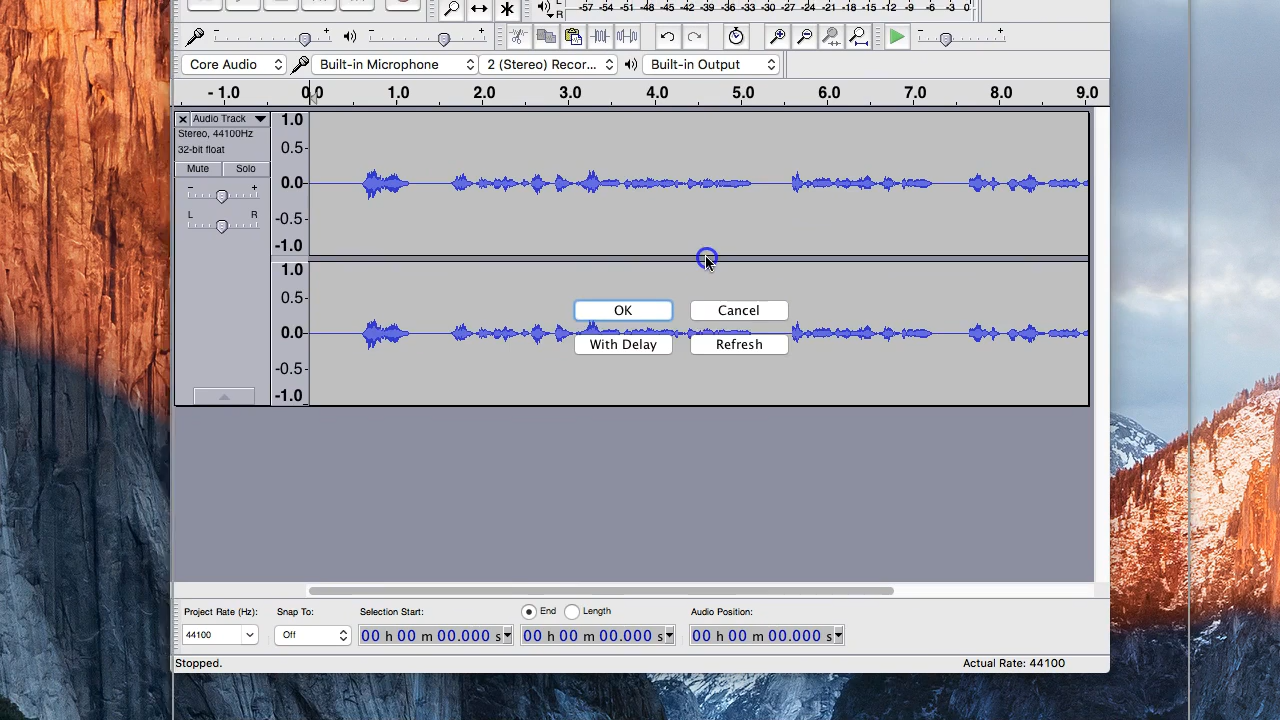 -57 -54 -51 -48 -45 -42 -39 -36 -33 -30 -27 -24 -21 -18 -15 -12 -9 -6 -3 0
R
Core Audio Built-in Microphone 2 (Stereo) Recor... Built-in Output
- 1.0 0.0 1.0 2.0 3.0 4.0 5.0 6.0 7.0 8.0 9.0
Audio Track
Stereo, 44100Hz
32-bit float
Mute Solo
- +
L R
1.0
0.5
0.0
-0.5
-1.0
1.0
0.5
0.0
-0.5
-1.0
OK Cancel
With Delay Refresh
Project Rate (Hz): Snap To: Selection Start: End Length Audio Position:
44100 Off 00 h 00 m 00.000 s 00 h 00 m 00.000 s 00 h 00 m 00.000 s
Stopped. Actual Rate: 44100